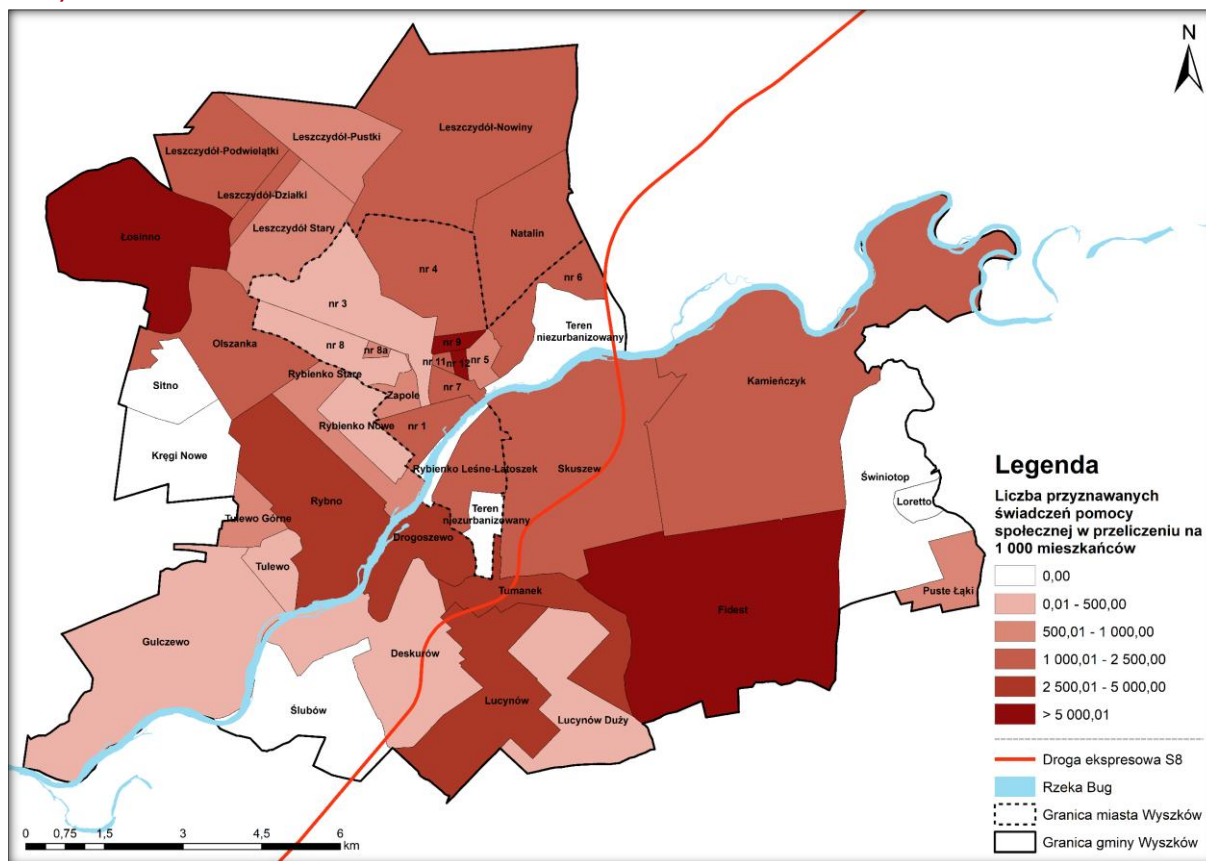 N
Leszczydół-Nowiny
Leszczydół-Pustki
Leszczydół-Podwielątki
Leszczydół-Działki
Leszczydół Stary
Łosinno
Natalin
nr 4
nr 6
nr 3
Teren
niezurbanizowany
Olszanka
nr 8
nr 8a
nr 9
nr 11
nr 12
nr 5
Sitno
Rybienko Stare
Zapole
nr 7
Kamieńczyk
Rybienko Nowe
nr 1
Kręgi Nowe
Rybienko Leśne-Latoszek
Skuszew
Świniotop
Loretto
Rybno
Teren
niezurbanizowany
Tulewo Górne
Drogoszewo
Tulewo
Tumanek
Puste Łąki
Fidest
Gulczewo
Deskurów
Ślubów
Lucynów
Lucynów Duży
Legenda
Liczba przyznawanych
świadczeń pomocy
społecznej w przeliczeniu na
1 000 mieszkańców
0,00
0,01 - 500,00
500,01 - 1 000,00
1 000,01 - 2 500,00
2 500,01 - 5 000,00
> 5 000,01
Droga ekspresowa S8
Rzeka Bug
Granica miasta Wyszków
Granica gminy Wyszków
0 0,75 1,5 3 4,5 6
km